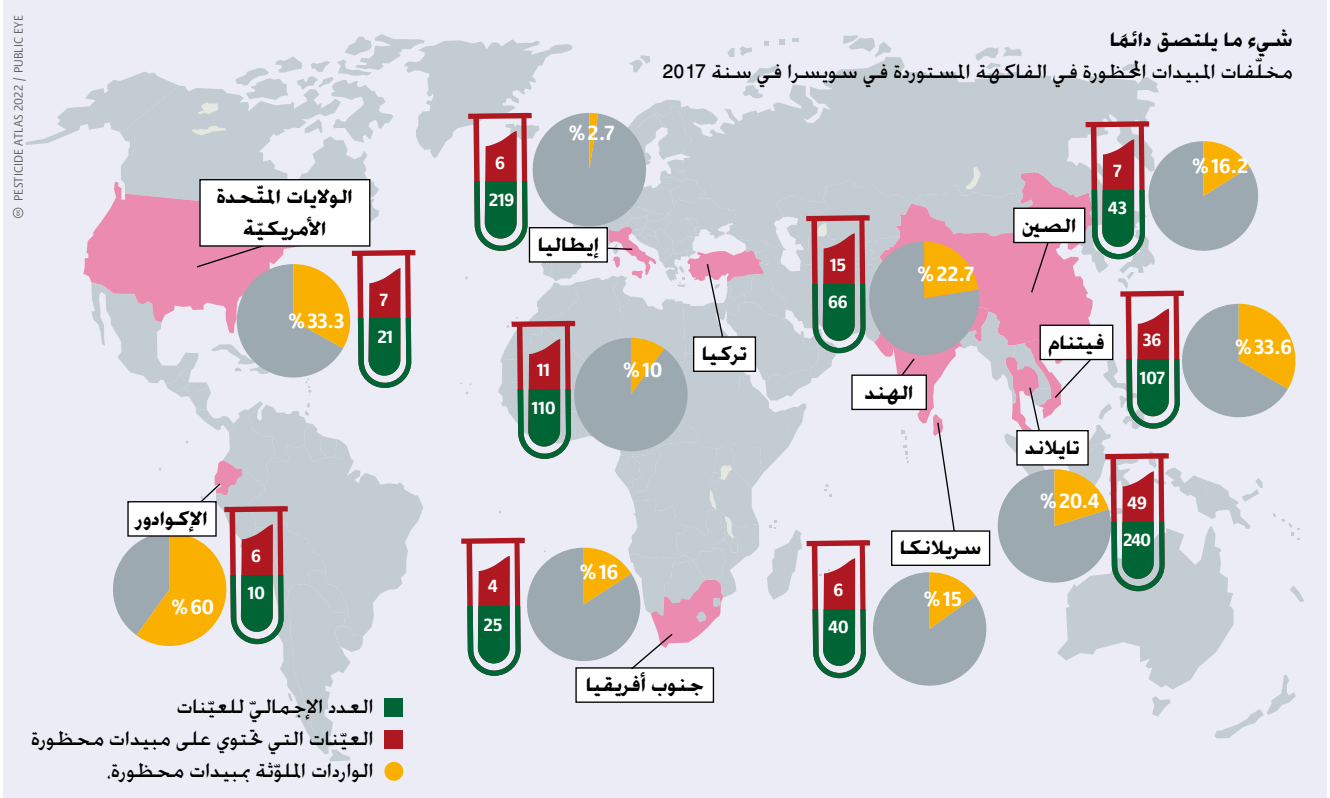 شيء ما يلتصق دائمًا
مخلّفات المبيدات المحظورة في الفاكهة المستوردة في سويسرا في سنة 2017
© PESTICIDE ATLAS 2022 / PUBLIC EYE
الولايات المتّحدة
الأمريكيّة
% 33.3
7
21
% 2.7
6
219
إيطاليا
تركيا
% 10
11
110
% 22.7
15
66
الهند
% 16.2
7
43
الصين
% 33.6
36
107
فيتنام
تايلاند
% 20.4
49
240
سريلانكا
% 15
6
40
جنوب أفريقيا
% 16
4
25
الإكوادور
% 60
6
10
العدد الإجماليّ للعيّنات
العيّنات التي تحتوي على مبيدات محظورة
الواردات الملوّثة بمبيدات محظورة.